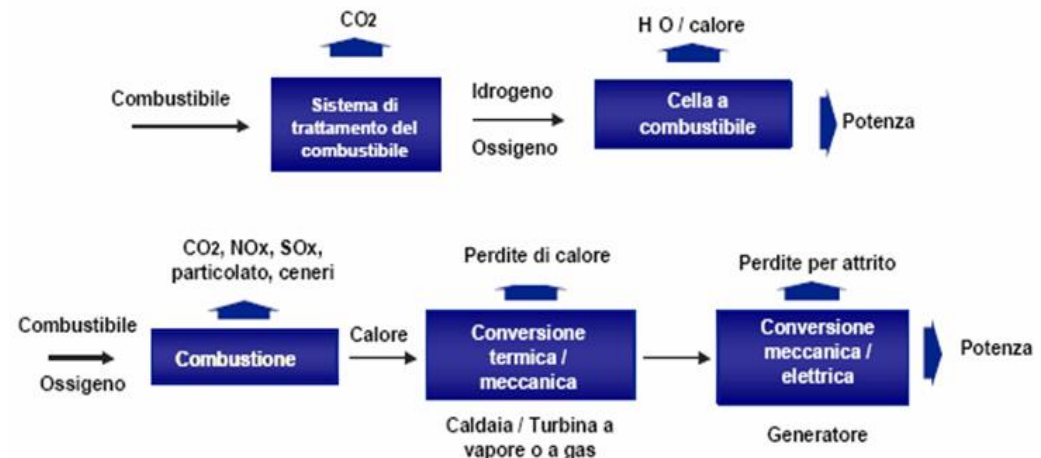 CO2
H O / calore
Combustibile
Sistema di
trattamento del
combustibile
Idrogeno
Ossigeno
Cella a
combustibile
Potenza
CO2, NOx, SOx,
particolato, ceneri
Perdite di calore
Perdite per attrito
Combustibile
Ossigeno
Combustione
Calore
Conversione
termica /
meccanica
Conversione
meccanica /
elettrica
Potenza
Caldaia / Turbina a
vapore o a gas
Generatore